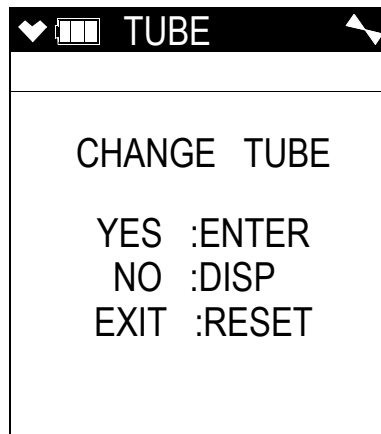 TUBE
CHANGE TUBE
YES :ENTER
NO :DISP
EXIT :RESET